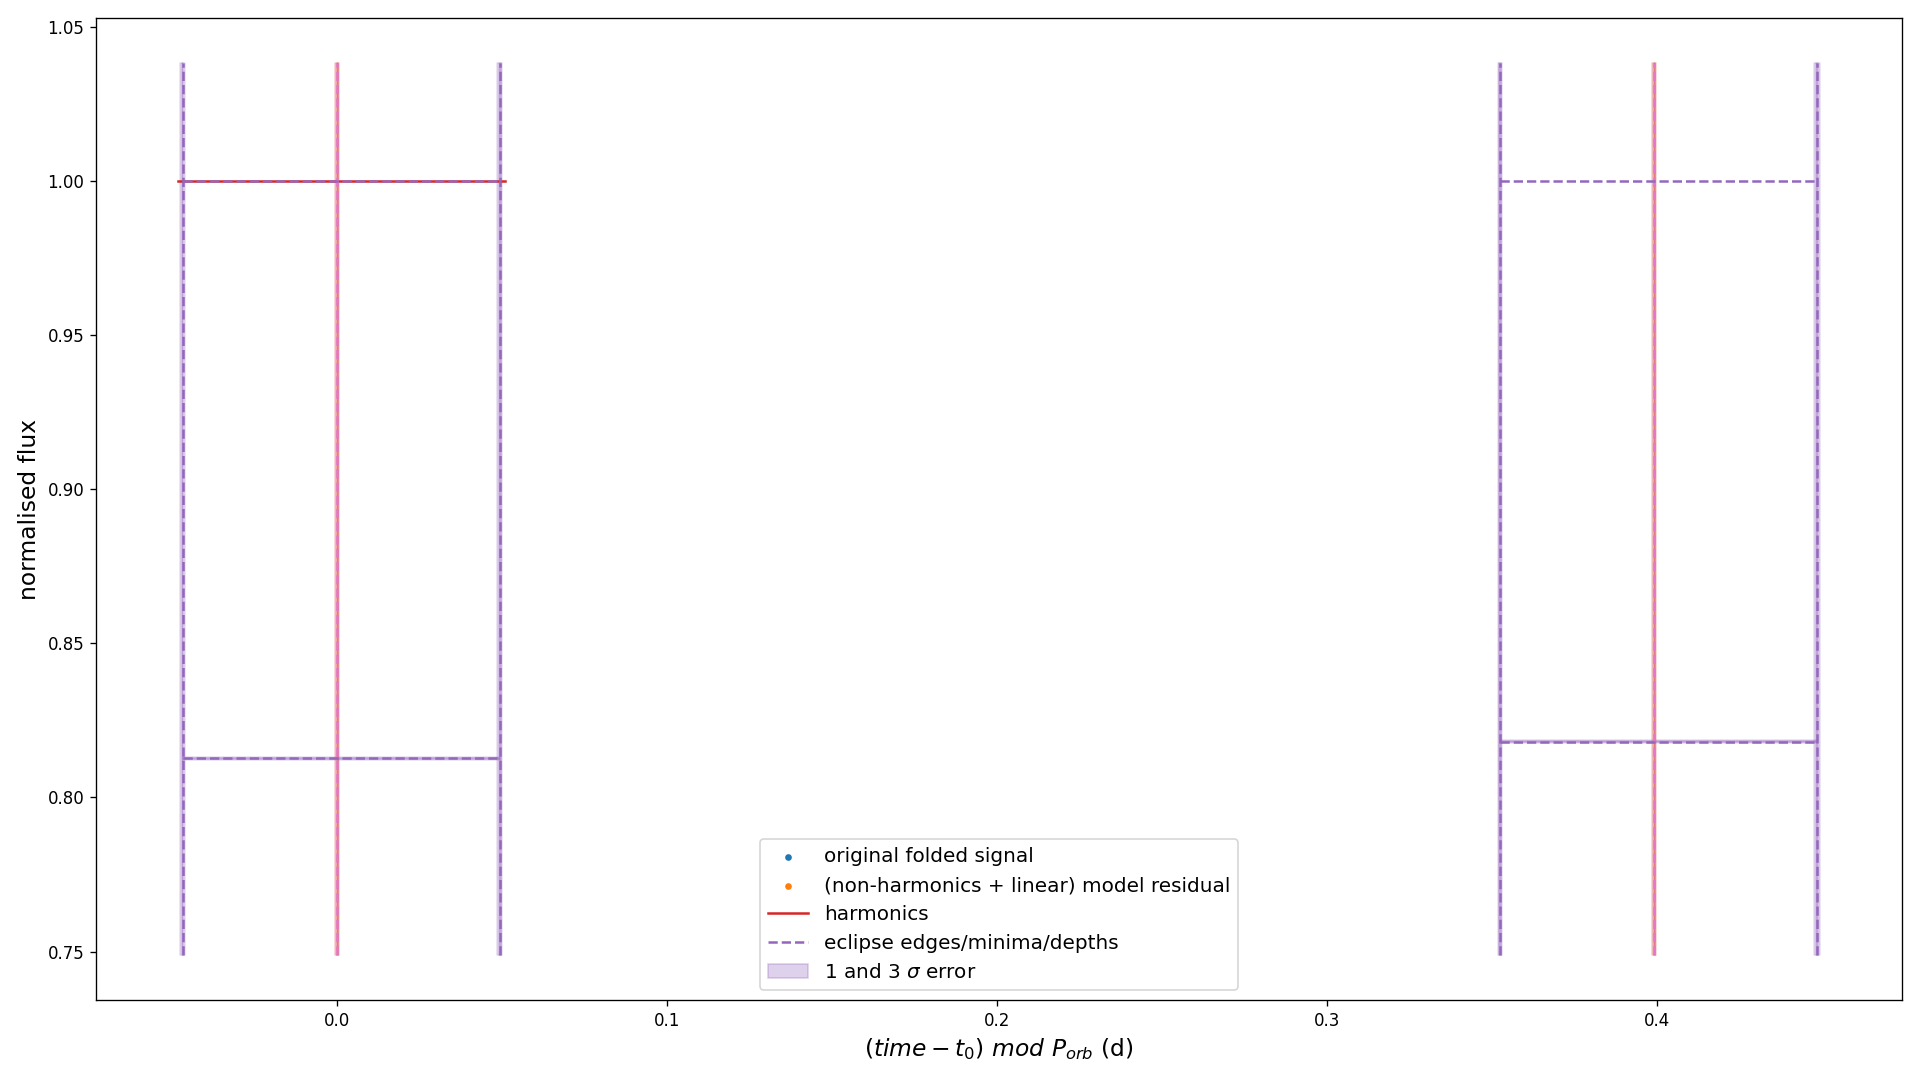 1.05
1.00
0.95
0.90
0.85
0.80
0.75
normalised flux
original folded signal
(non-harmonics + linear) model residual
harmonics
eclipse edges/minima/depths
1 and 3 σ error
0.0 0.1 0.2 0.3 0.4
(time − t₀) mod Pₒᵣb (d)